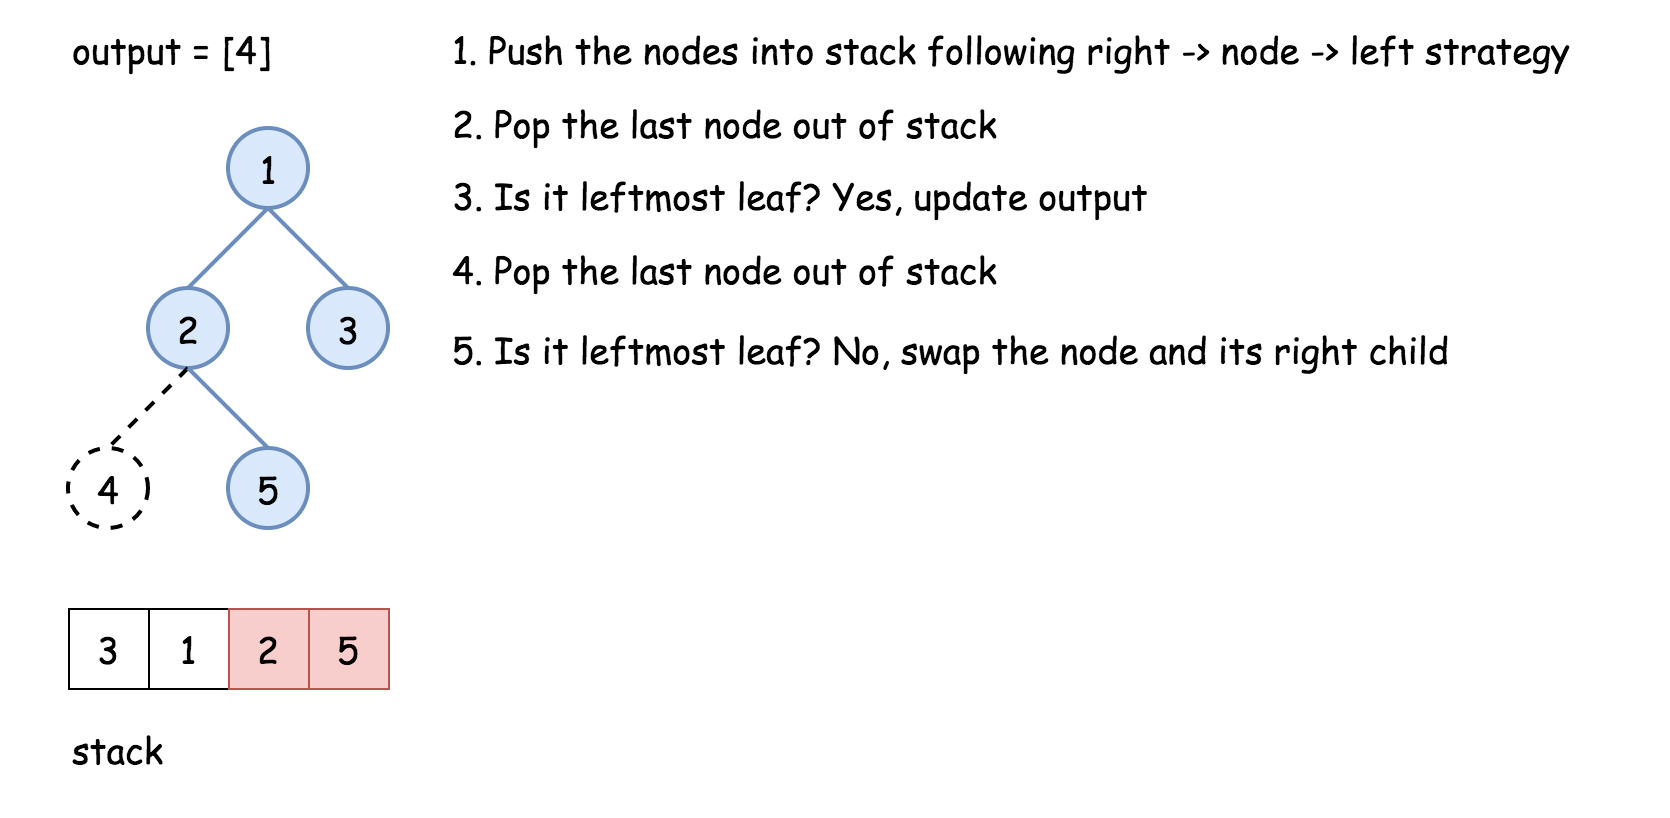 output = [4]
1. Push the nodes into stack following right -> node -> left strategy
2. Pop the last node out of stack
3. Is it leftmost leaf? Yes, update output
4. Pop the last node out of stack
5. Is it leftmost leaf? No, swap the node and its right child
1
2 3
4 5
3 1 2 5
stack